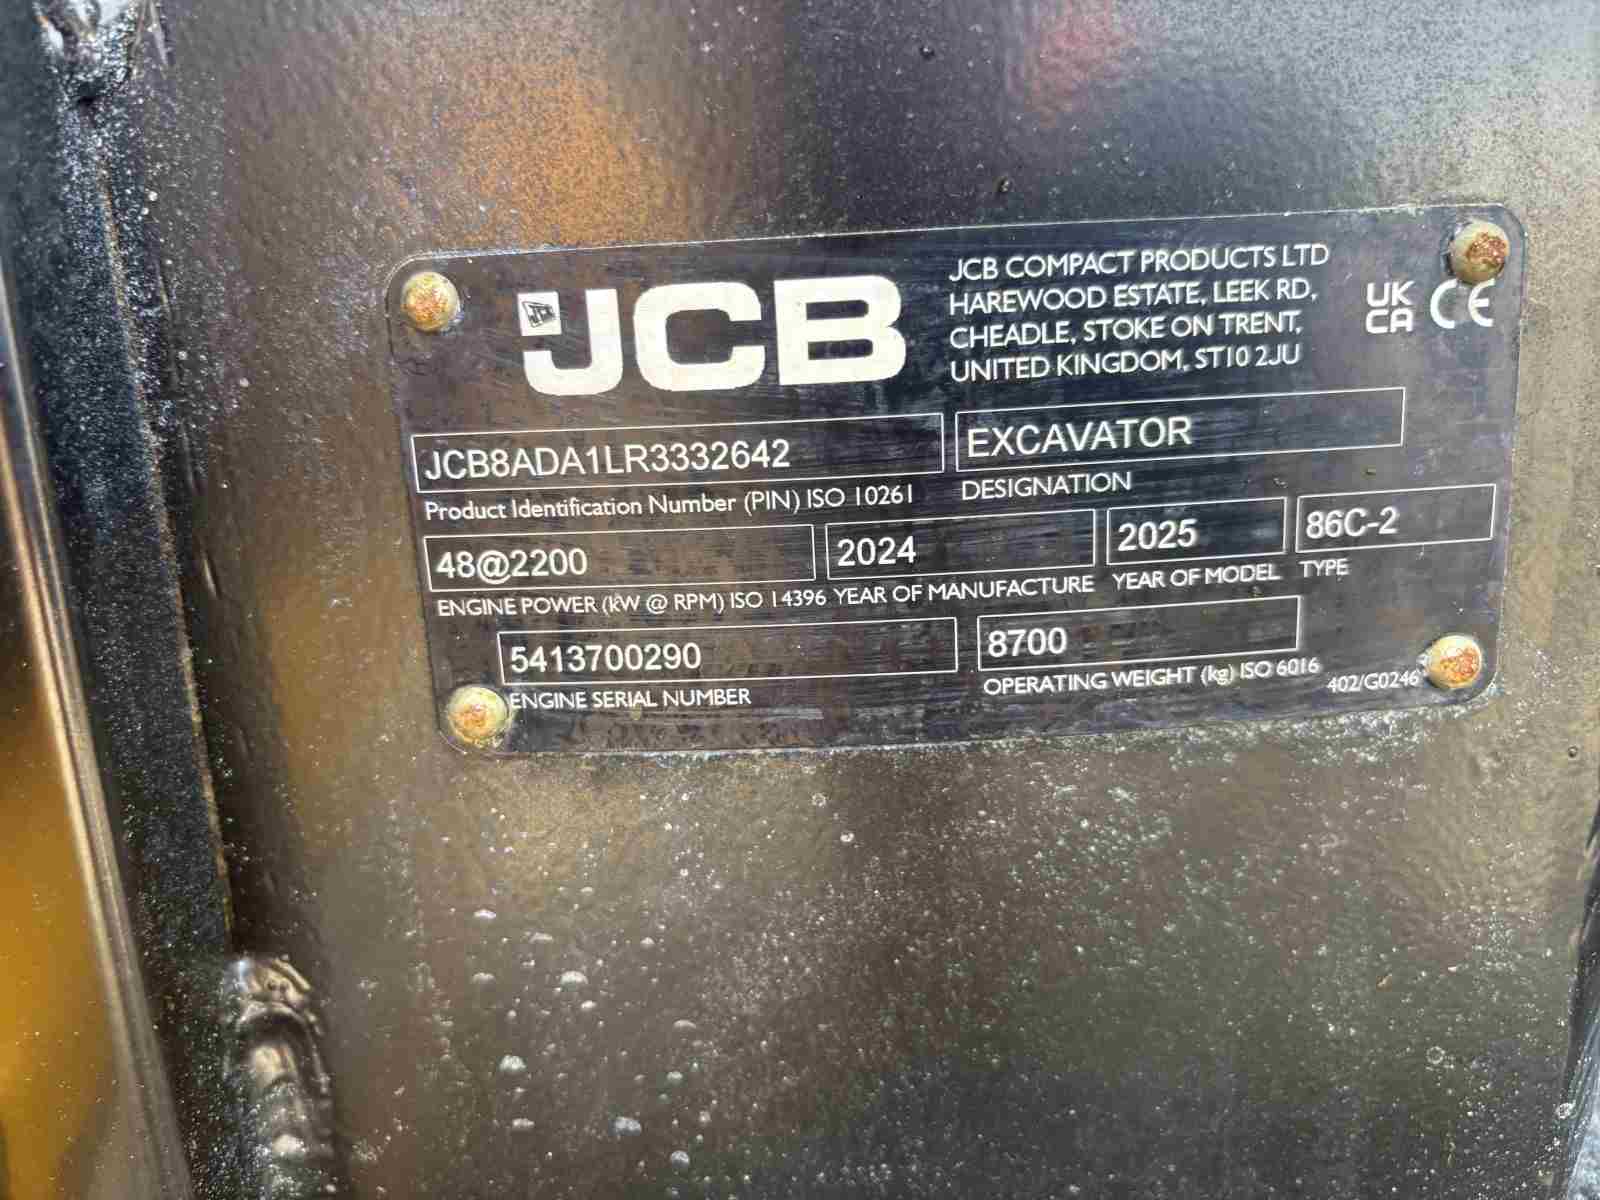 JCB
JCB
JCB COMPACT PRODUCTS LTD
HAREWOOD ESTATE, LEEK RD,
CHEADLE, STOKE ON TRENT,
UNITED KINGDOM, ST10 2JU
UK
CA
CE
JCB8ADA1LR3332642
Product Identification Number (PIN) ISO 10261
EXCAVATOR
DESIGNATION
48@2200
ENGINE POWER (kW @ RPM) ISO 14396
2024
YEAR OF MANUFACTURE
2025
YEAR OF MODEL
86C-2
TYPE
5413700290
ENGINE SERIAL NUMBER
8700
OPERATING WEIGHT (kg) ISO 6016
402/G0246